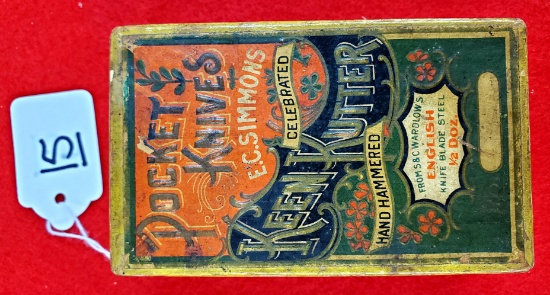 POCKET
KNIVES
E.C. SIMMONS
CELEBRATED
KEEN KUTTER
HAND HAMMERED
FROM S & C WARDLOW'S
ENGLISH
KNIFE BLADE STEEL
½ DOZ.
15